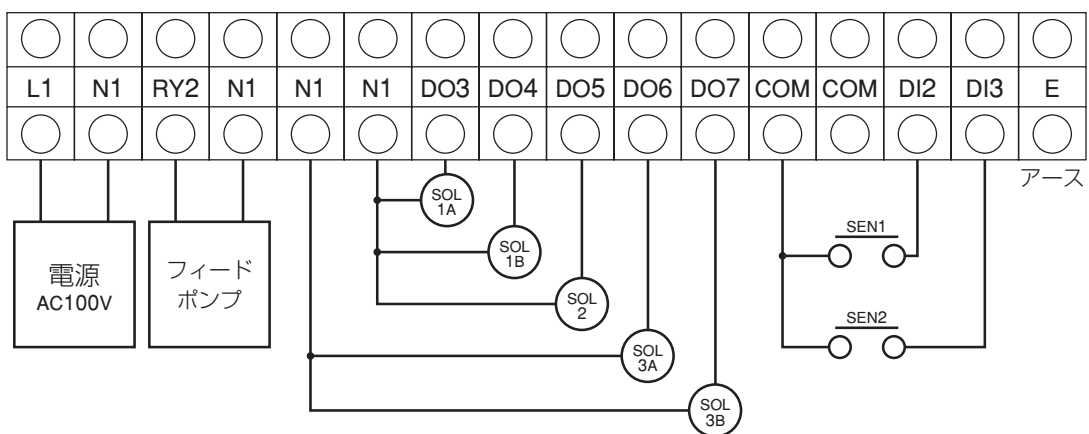 L1 N1 RY2 N1 N1 N1 DO3 DO4 DO5 DO6 DO7 COM COM DI2 DI3 E
アース
電源
AC100V
フィード
ポンプ
SOL
1A
SOL
1B
SOL
2
SOL
3A
SOL
3B
SEN1
SEN2